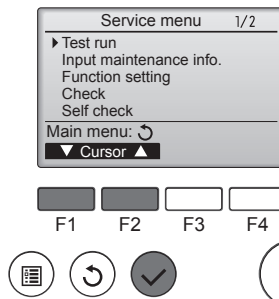 Service menu 1/2
Test run
Input maintenance info.
Function setting
Check
Self check
Main menu:
Cursor
F1 F2 F3 F4